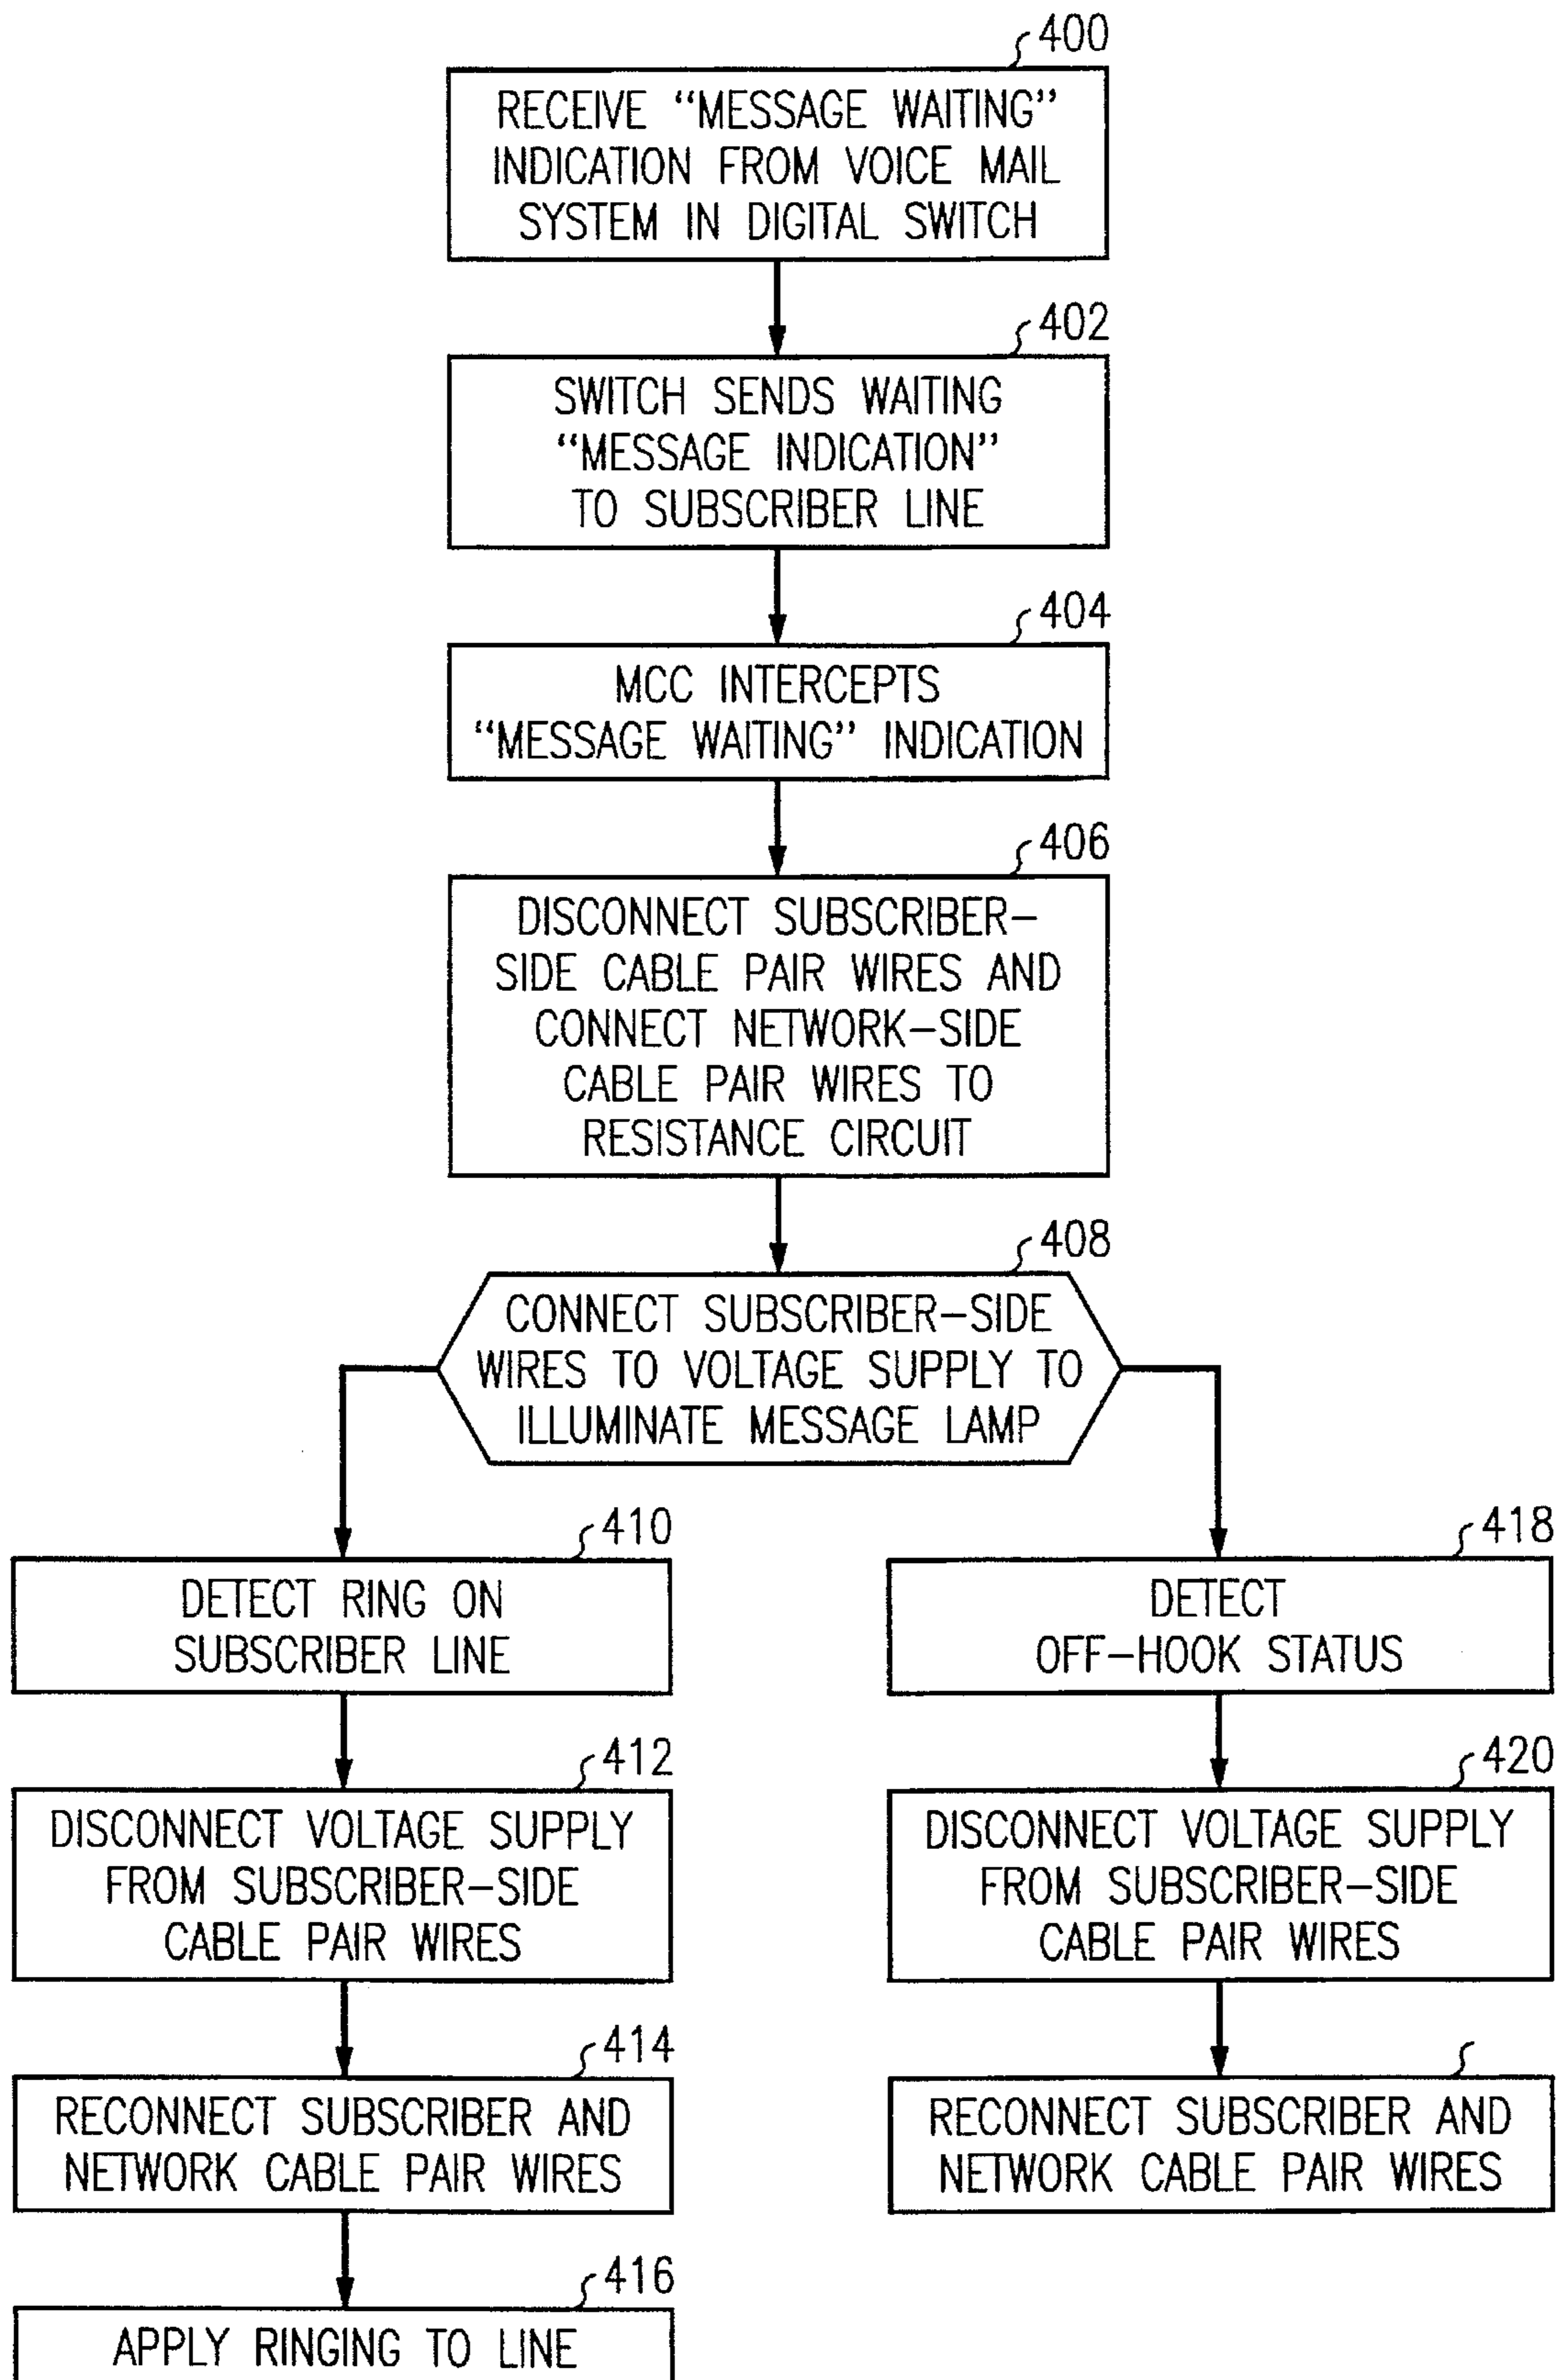 400
RECEIVE “MESSAGE WAITING”
INDICATION FROM VOICE MAIL
SYSTEM IN DIGITAL SWITCH
402
SWITCH SENDS WAITING
“MESSAGE INDICATION”
TO SUBSCRIBER LINE
404
MCC INTERCEPTS
“MESSAGE WAITING” INDICATION
406
DISCONNECT SUBSCRIBER–
SIDE CABLE PAIR WIRES AND
CONNECT NETWORK–SIDE
CABLE PAIR WIRES TO
RESISTANCE CIRCUIT
408
CONNECT SUBSCRIBER–SIDE
WIRES TO VOLTAGE SUPPLY TO
ILLUMINATE MESSAGE LAMP
410
DETECT RING ON
SUBSCRIBER LINE
412
DISCONNECT VOLTAGE SUPPLY
FROM SUBSCRIBER–SIDE
CABLE PAIR WIRES
414
RECONNECT SUBSCRIBER AND
NETWORK CABLE PAIR WIRES
416
APPLY RINGING TO LINE
418
DETECT
OFF–HOOK STATUS
420
DISCONNECT VOLTAGE SUPPLY
FROM SUBSCRIBER–SIDE
CABLE PAIR WIRES
RECONNECT SUBSCRIBER AND
NETWORK CABLE PAIR WIRES